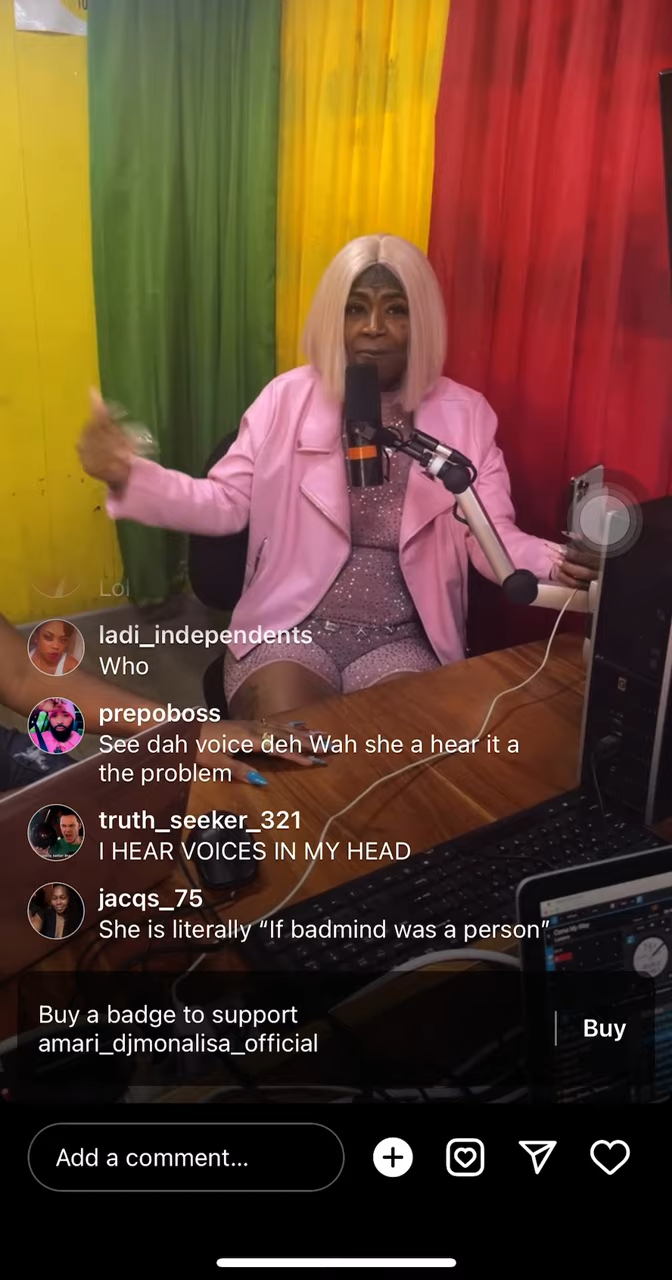 Lol
ladi_independents
Who
prepoboss
See dah voice deh Wah she a hear it a
the problem
truth_seeker_321
I HEAR VOICES IN MY HEAD
jacqs_75
She is literally “If badmind was a person”
Buy a badge to support
amari_djmonalisa_official
Buy
Add a comment...